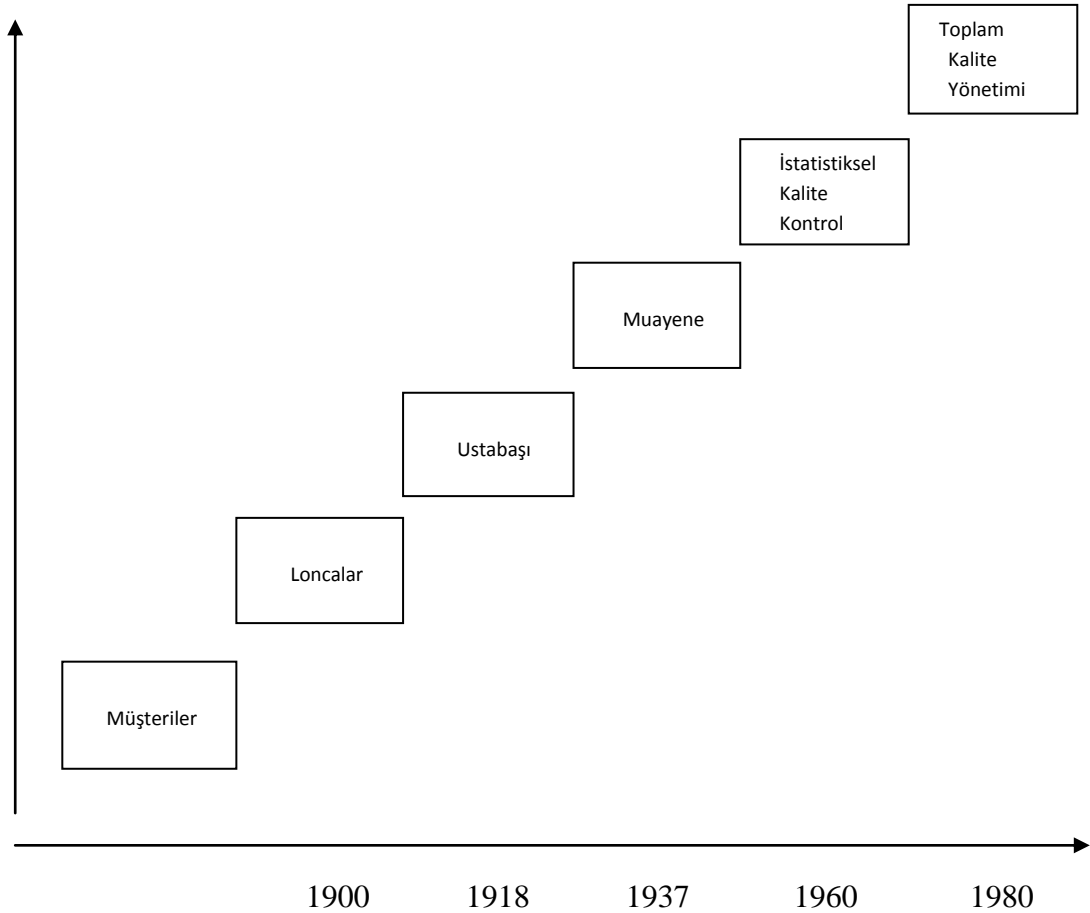 Toplam
Kalite
Yönetimi
İstatistiksel
Kalite
Kontrol
Muayene
Ustabaşı
Loncalar
Müşteriler
1900 1918 1937 1960 1980